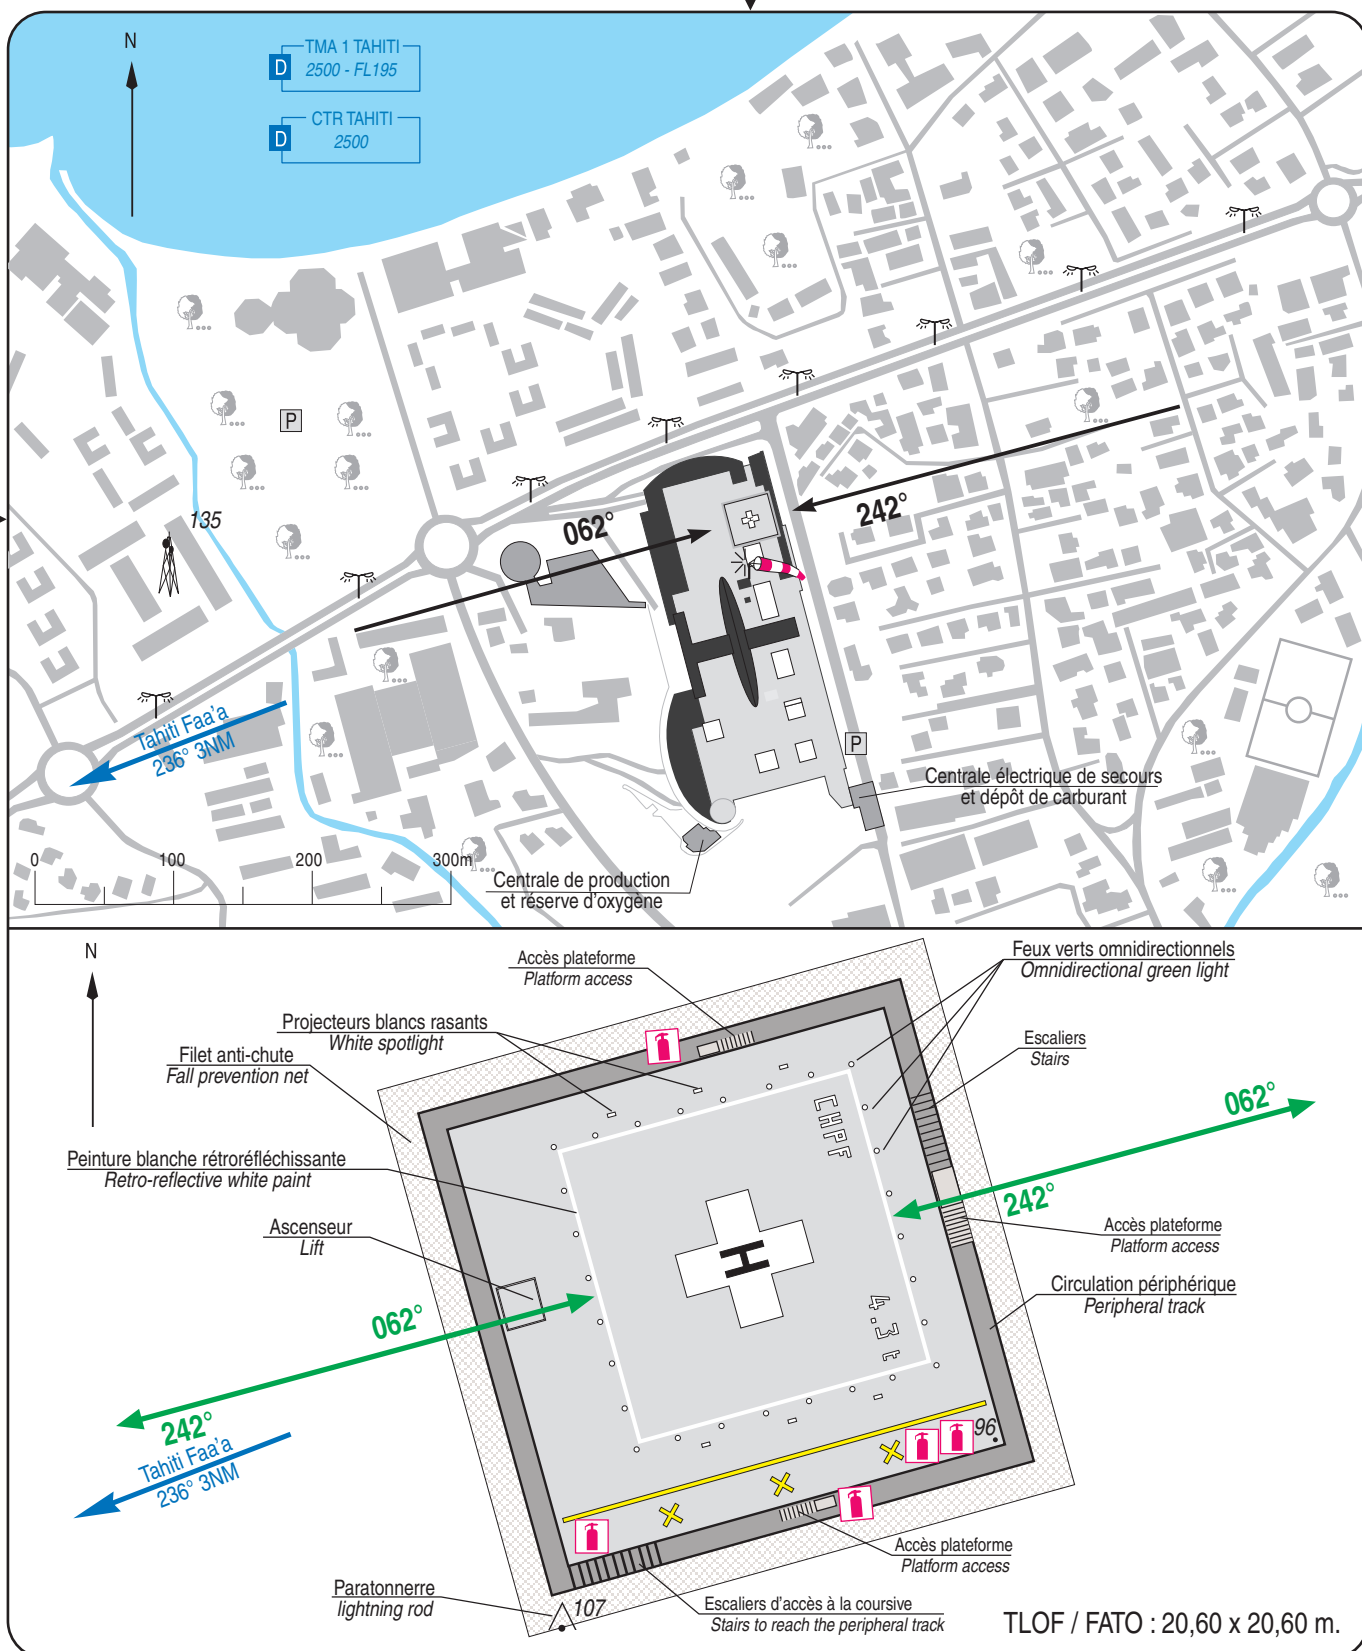 N
TMA 1 TAHITI
D
2500 - FL195
CTR TAHITI
D
2500
P
135
062°
242°
Tahiti Faa'a
236° 3NM
P
Centrale électrique de secours
et dépôt de carburant
0 100 200 300m
Centrale de production
et réserve d'oxygène
N
Accès plateforme
Platform access
Feux verts omnidirectionnels
Omnidirectional green light
Projecteurs blancs rasants
White spotlight
Escaliers
Stairs
Filet anti-chute
Fall prevention net
062°
CHPF
Peinture blanche rétroréfléchissante
Retro-reflective white paint
242°
Ascenseur
Lift
Accès plateforme
Platform access
H
Circulation périphérique
Peripheral track
062°
4.3 t
242°
Tahiti Faa'a
236° 3NM
96
Accès plateforme
Platform access
Paratonnerre
lightning rod
107
Escaliers d'accès à la coursive
Stairs to reach the peripheral track
TLOF / FATO : 20,60 x 20,60 m.